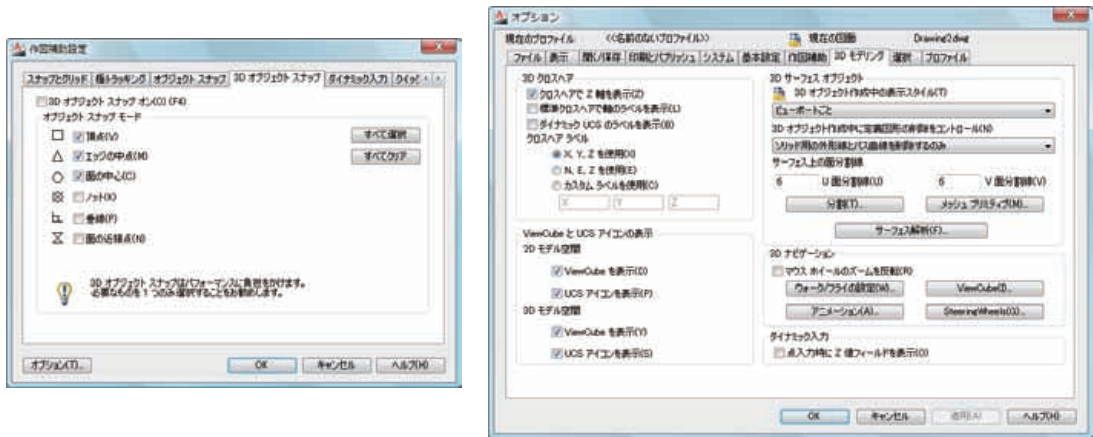 作図補助設定
スナップとグリッド 極トラッキング オブジェクト スナップ 3D オブジェクト スナップ ダイナミック入力 クイック
3D オブジェクト スナップ オン(O) (F4)
オブジェクト スナップ モード
頂点(V)
エッジの中点(M)
面の中心(C)
ノット(K)
垂線(P)
面の近接点(N)
すべて選択
すべてクリア
3D オブジェクト スナップはパフォーマンスに負担をかけます。
必要なものを 1 つのみ選択することをお勧めします。
オプション(T)...
OK キャンセル ヘルプ(H)
オプション
現在のプロファイル: <<名前のないプロファイル>> 現在の図面: Drawing2.dwg
ファイル 表示 開く/保存 印刷とパブリッシュ システム 基本設定 作図補助 3D モデリング 選択 プロファイル
3D クロスヘア
クロスヘアで Z 軸を表示(Z)
標準クロスヘアで軸のラベルを表示(L)
ダイナミック UCS のラベルを表示(B)
クロスヘア ラベル
X, Y, Z を使用(X)
N, E, Z を使用(E)
カスタム ラベルを使用(C)
X Y Z
ViewCube と UCS アイコンの表示
2D モデル空間
ViewCube を表示(D)
UCS アイコンを表示(P)
3D モデル空間
ViewCube を表示(Y)
UCS アイコンを表示(S)
3D サーフェス オブジェクト
3D オブジェクト作成中の表示スタイル(T)
ビューポートごと
3D オブジェクト作成中に定義図形の削除をコントロール(N)
ソリッド用の外形線とパス曲線を削除するのみ
サーフェス上の面分割線
6 U 面分割線(U) 6 V 面分割線(V)
分割(T)... メッシュ プリミティブ(M)...
サーフェス解析(F)...
3D ナビゲーション
マウス ホイールのズームを反転(R)
ウォーク/フライの設定(W)... ViewCube(I)...
アニメーション(A)... SteeringWheels(G)...
ダイナミック入力
点入力時に Z 値フィールドを表示(O)
OK キャンセル 適用(A) ヘルプ(H)